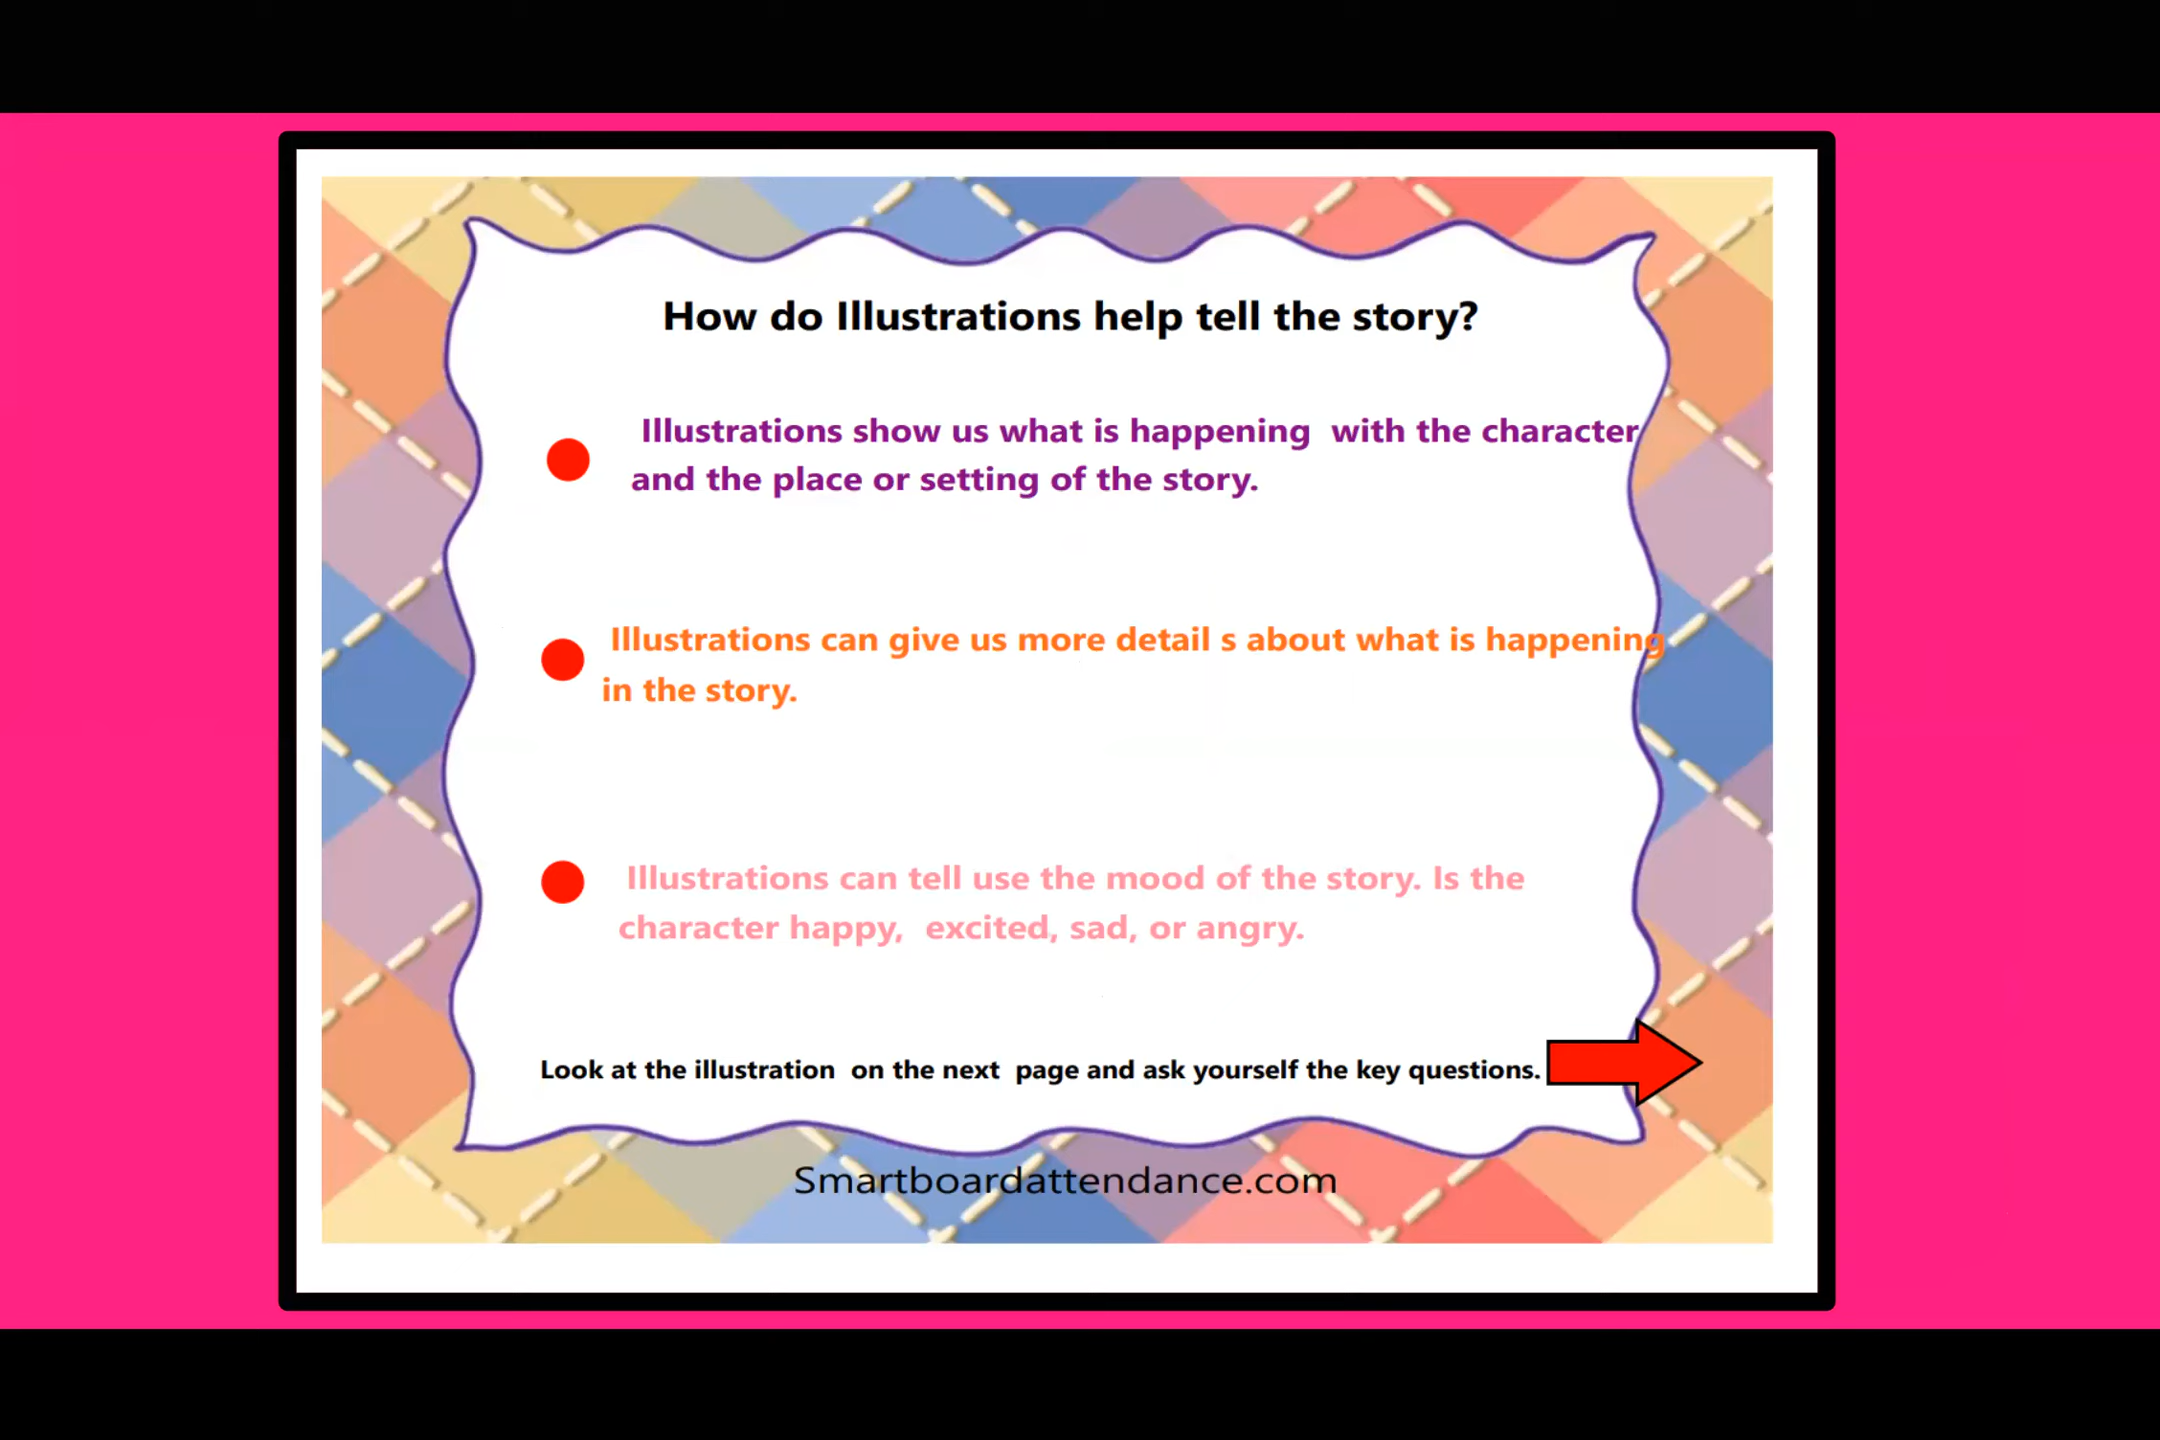 How do Illustrations help tell the story?
Illustrations show us what is happening with the character
and the place or setting of the story.
Illustrations can give us more detail s about what is happening
in the story.
Illustrations can tell use the mood of the story. Is the
character happy, excited, sad, or angry.
Look at the illustration on the next page and ask yourself the key questions.
Smartboardattendance.com